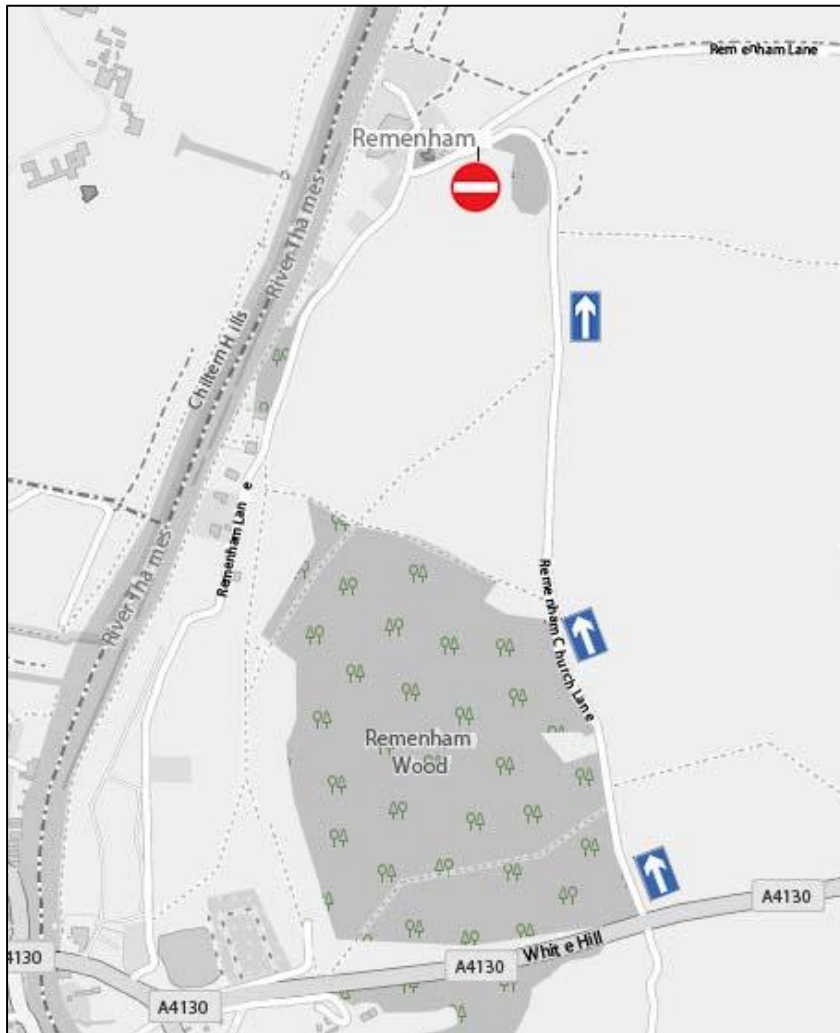 Remenham Lane
Remenham
River Thames
Chiltern Hills
Remenham Lane
River Thames
Remenham Church Lane
Remenham
Wood
A4130
White Hill
4130
A4130
A4130